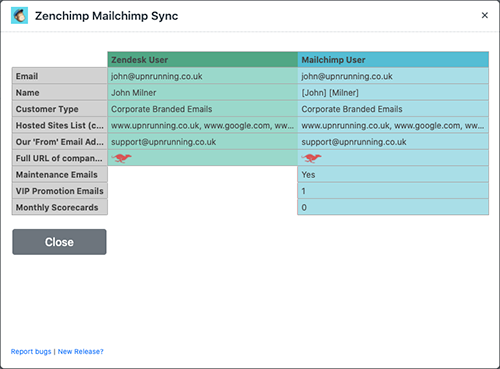 Zenchimp Mailchimp Sync ×
Zendesk User Mailchimp User
Email john@upnrunning.co.uk john@upnrunning.co.uk
Name John Milner [John] [Milner]
Customer Type Corporate Branded Emails Corporate Branded Emails
Hosted Sites List (c... www.upnrunning.co.uk, www.google.com, ww... www.upnrunning.co.uk, www.google.com, ww...
Our 'From' Email Ad... support@upnrunning.co.uk support@upnrunning.co.uk
Full URL of compan...
Maintenance Emails Yes
VIP Promotion Emails 1
Monthly Scorecards 0
Close
Report bugs | New Release?